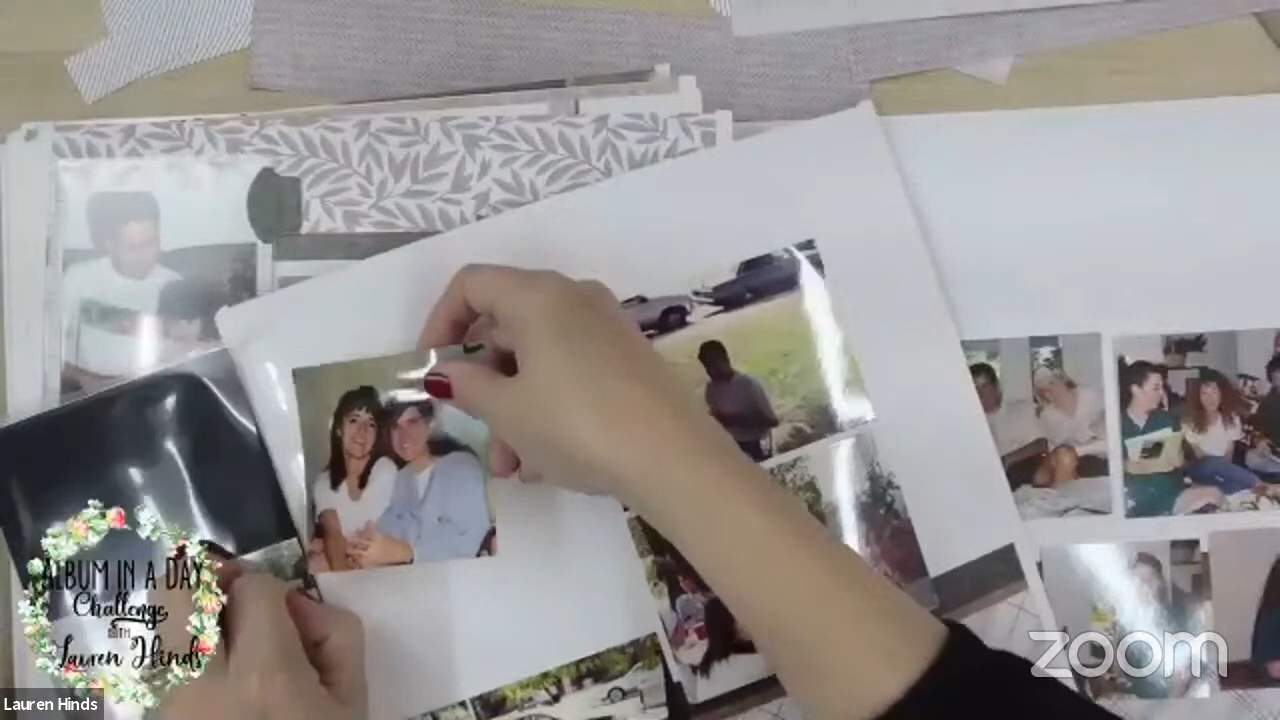 ALBUM IN A DAY
Challenge
WITH
Lauren Hinds
zoom
Lauren Hinds